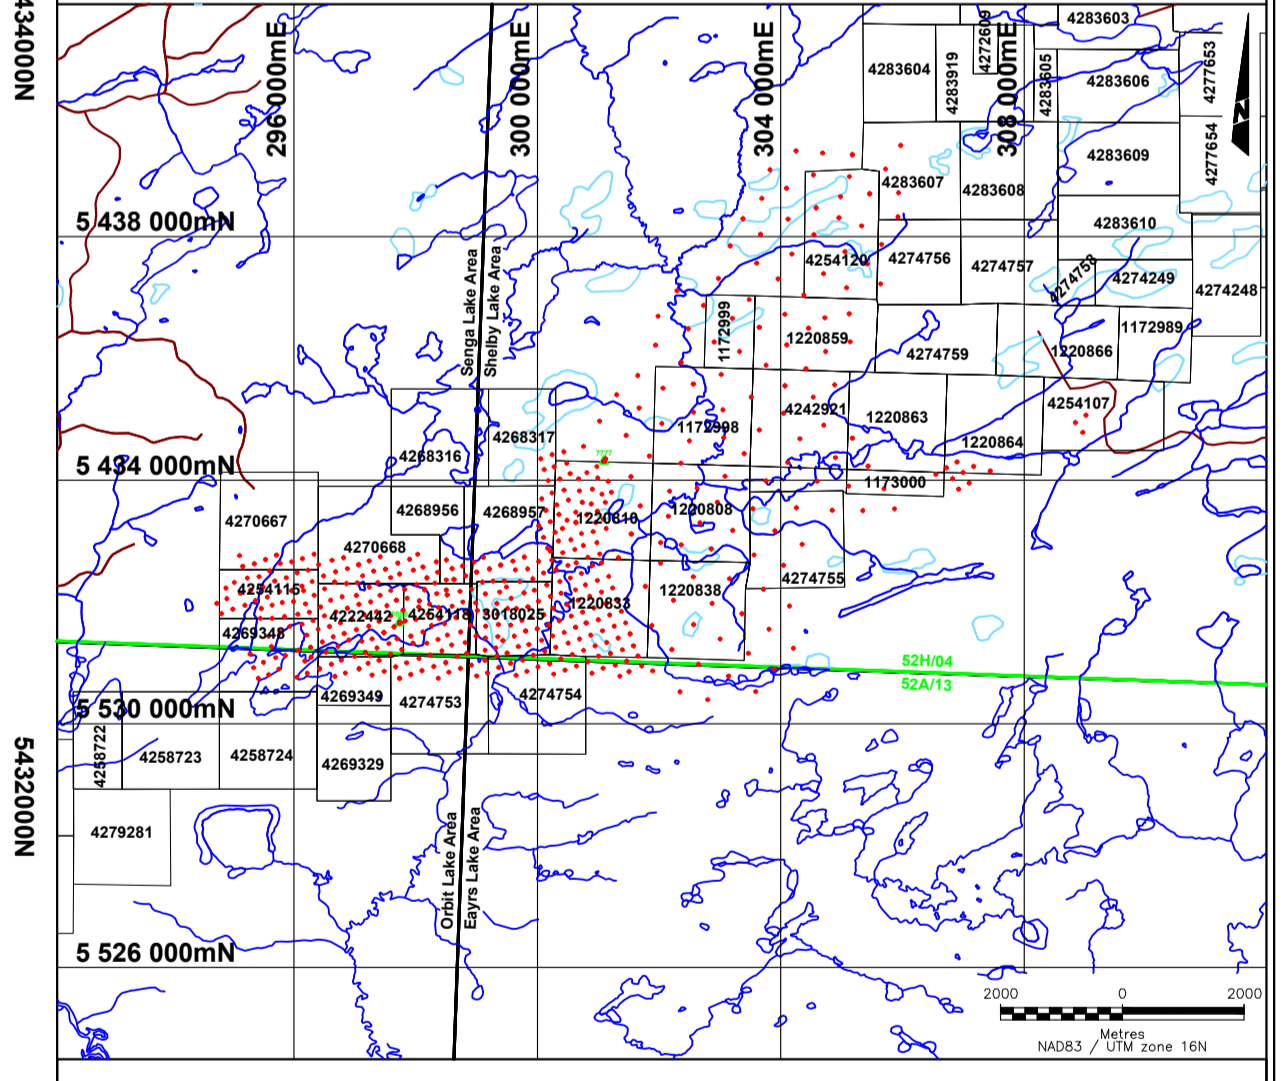 4283603
4272609
4283604
4283919
4283605
4283606
4277653
43400 00N
296 000mE
300 000mE
304 000mE
308 000mE
N
4283609
4277654
4283607
4283608
5 438 000mN
4283610
4254120
4274756
4274757
4274758
4274249
4274248
Senga Lake Area
Shelby Lake Area
1172999
1220859
4274759
1220866
1172989
4242921
1220863
4254107
4268317
1172998
1220864
4268316
5 434 000mN
????
1173000
4270667
4268956
4268957
1220810
1220808
4270668
4274755
4254115
4222442
4254118
3018025
1220833
1220838
4269348
52H/04
52A/13
4269349
4274753
4274754
5 530 000mN
4258722
4258723
4258724
4269329
543200 0N
4279281
Orbit Lake Area
Eayrs Lake Area
5 526 000mN
2000 0 2000
Metres
NAD83 / UTM zone 16N